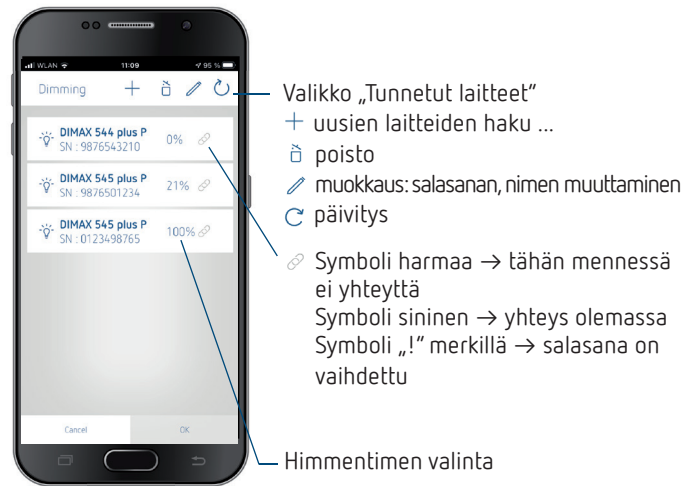 WLAN 11:09 95 %
Dimming
DIMAX 544 plus P
SN : 9876543210
0%
DIMAX 545 plus P
SN : 9876501234
21%
DIMAX 545 plus P
SN : 0123498765
100%
Cancel OK
Valikko „Tunnetut laitteet“
+ uusien laitteiden haku ...
poisto
muokkaus: salasanan, nimen muuttaminen
päivitys
Symboli harmaa → tähän mennessä
ei yhteyttä
Symboli sininen → yhteys olemassa
Symboli „!“ merkillä → salasana on
vaihdettu
Himmentimen valinta